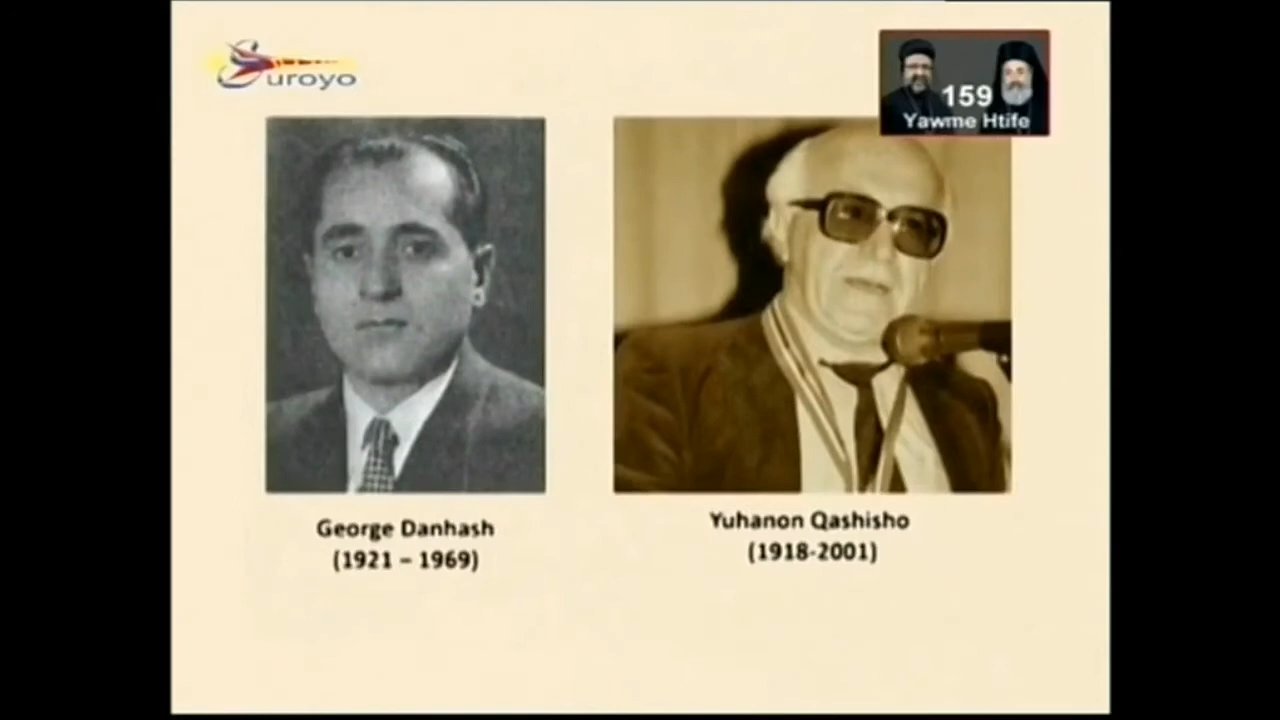 Suroyo
159
Yawme Htife
George Danhash
(1921 – 1969)
Yuhanon Qashisho
(1918-2001)